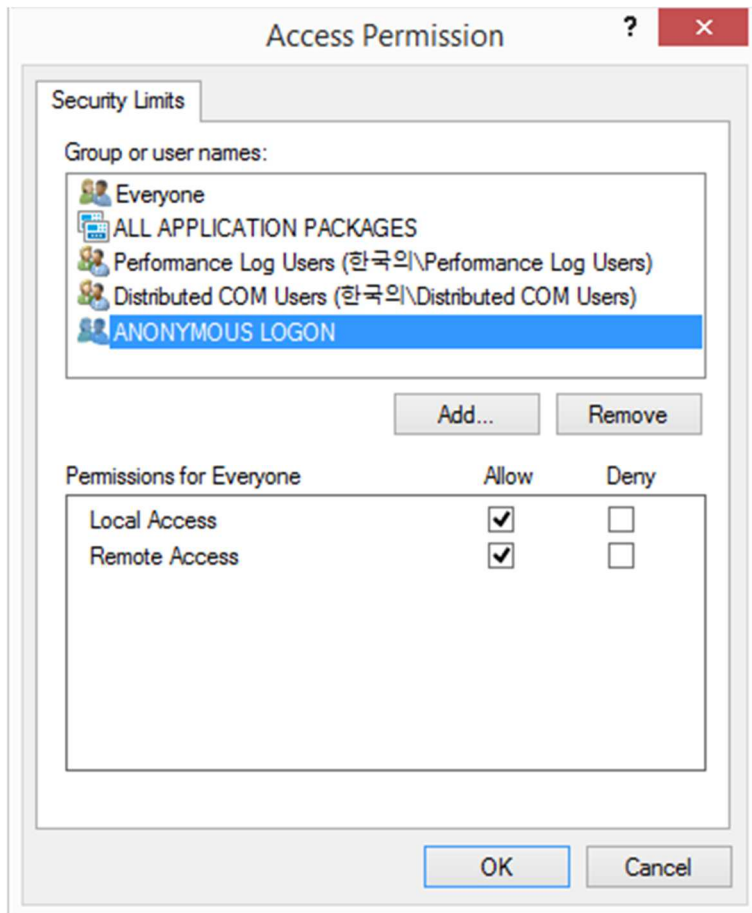 Access Permission
?
Security Limits
Group or user names:
Everyone
ALL APPLICATION PACKAGES
Performance Log Users (한국의\Performance Log Users)
Distributed COM Users (한국의\Distributed COM Users)
ANONYMOUS LOGON
Add... Remove
Permissions for Everyone Allow Deny
Local Access
Remote Access
OK Cancel